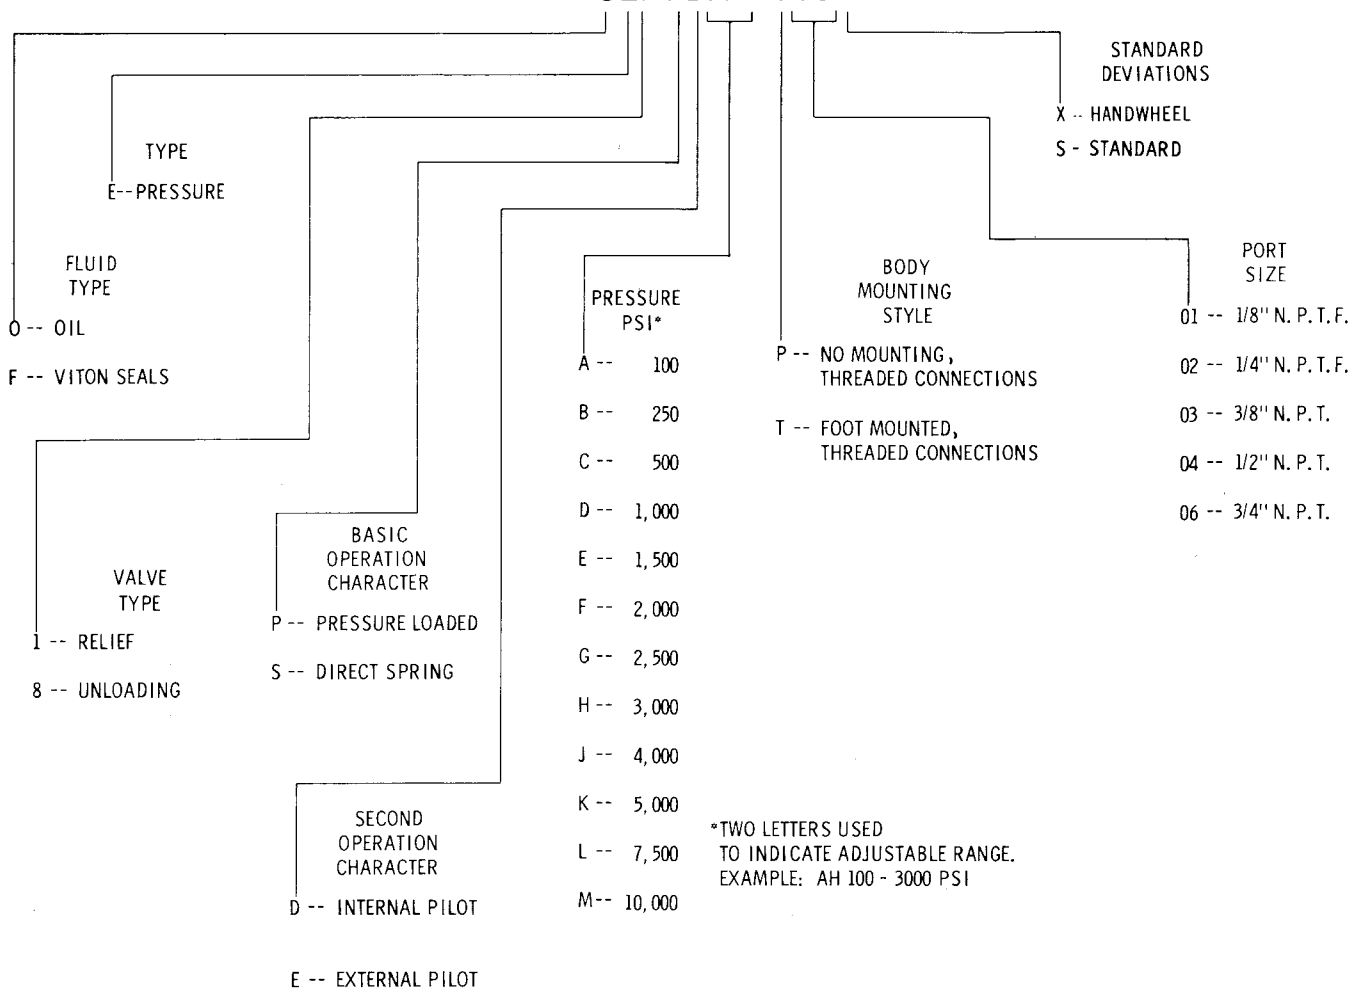 STANDARD
DEVIATIONS
X -- HANDWHEEL
S - STANDARD
TYPE
E--PRESSURE
FLUID
TYPE
O -- OIL
F -- VITON SEALS
PORT
SIZE
01 -- 1/8" N. P. T. F.
02 -- 1/4" N. P. T. F.
03 -- 3/8" N. P. T.
04 -- 1/2" N. P. T.
06 -- 3/4" N. P. T.
BODY
MOUNTING
STYLE
P -- NO MOUNTING,
THREADED CONNECTIONS
T -- FOOT MOUNTED,
THREADED CONNECTIONS
PRESSURE
PSI*
A -- 100
B -- 250
C -- 500
D -- 1,000
E -- 1,500
F -- 2,000
G -- 2,500
H -- 3,000
J -- 4,000
K -- 5,000
L -- 7,500
M-- 10,000
BASIC
OPERATION
CHARACTER
P -- PRESSURE LOADED
S -- DIRECT SPRING
VALVE
TYPE
1 -- RELIEF
8 -- UNLOADING
SECOND
OPERATION
CHARACTER
D -- INTERNAL PILOT
E -- EXTERNAL PILOT
*TWO LETTERS USED
TO INDICATE ADJUSTABLE RANGE.
EXAMPLE: AH 100 - 3000 PSI